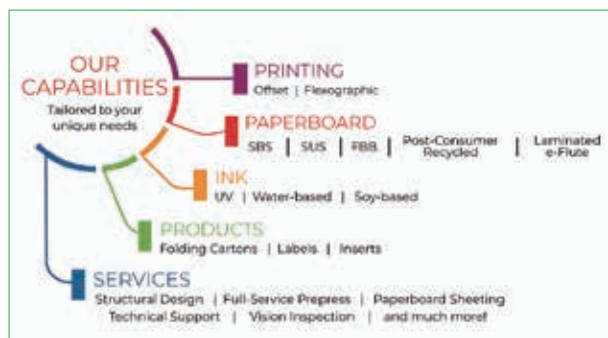 OUR
CAPABILITIES
Tailored to your
unique needs
PRINTING
Offset | Flexographic
PAPERBOARD
SBS | SUS | FBB | Post-Consumer Recycled | Laminated e-Flute
INK
UV | Water-based | Soy-based
PRODUCTS
Folding Cartons | Labels | Inserts
SERVICES
Structural Design | Full-Service Prepress | Paperboard Sheeting
Technical Support | Vision Inspection | and much more!